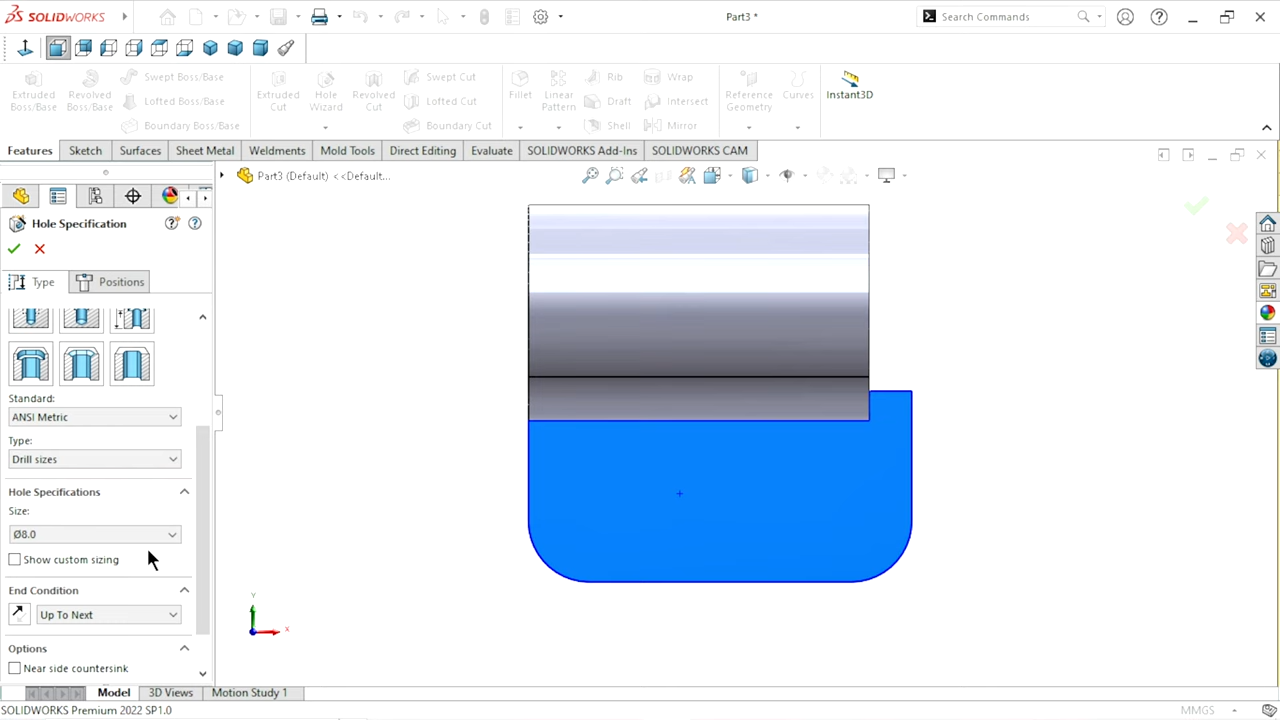 SOLIDWORKS
Part3 *
Search Commands
Extruded Boss/Base
Revolved Boss/Base
Swept Boss/Base
Lofted Boss/Base
Boundary Boss/Base
Extruded Cut
Hole Wizard
Revolved Cut
Swept Cut
Lofted Cut
Boundary Cut
Fillet
Linear Pattern
Rib
Draft
Shell
Wrap
Intersect
Mirror
Reference Geometry
Curves
Instant3D
Features
Sketch
Surfaces
Sheet Metal
Weldments
Mold Tools
Direct Editing
Evaluate
SOLIDWORKS Add-Ins
SOLIDWORKS CAM
Part3 (Default) <<Default...
Hole Specification
Type
Positions
Standard:
ANSI Metric
Type:
Drill sizes
Hole Specifications
Size:
Ø8.0
Show custom sizing
End Condition
Up To Next
Options
Near side countersink
Y
X
Model
3D Views
Motion Study 1
SOLIDWORKS Premium 2022 SP1.0
MMGS